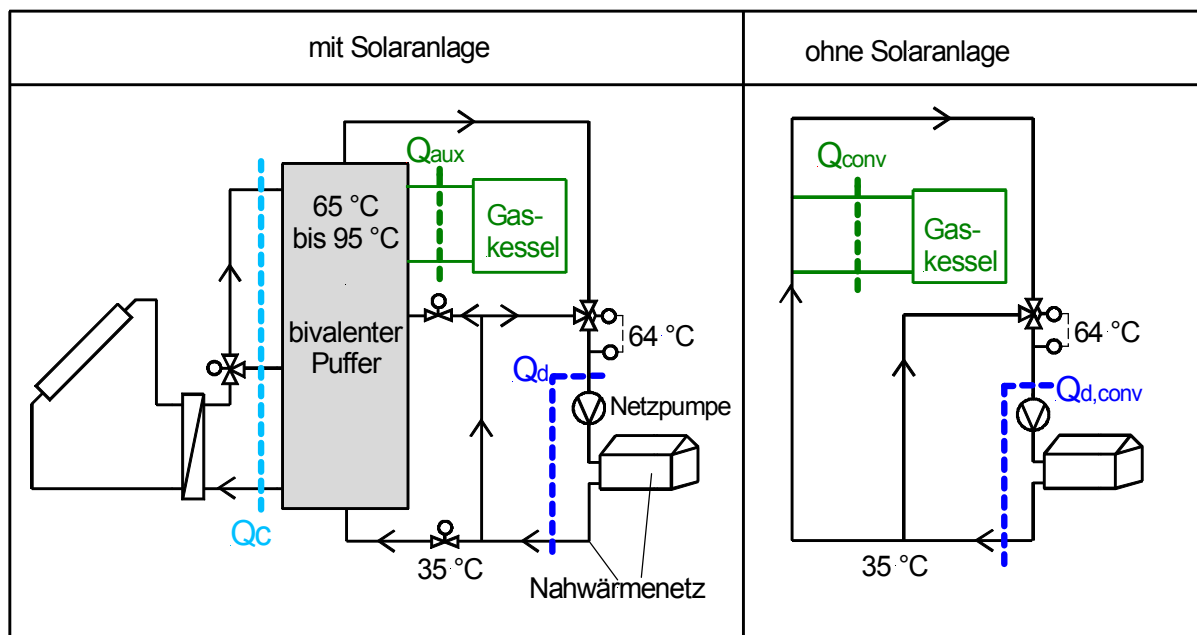 mit Solaranlage
ohne Solaranlage
Qaux
65 °C
bis 95 °C
Gas-
kessel
bivalenter
Puffer
64 °C
Qd
Netzpumpe
Qc
35 °C
Nahwärmenetz
Qconv
Gas-
kessel
64 °C
Qd,conv
35 °C